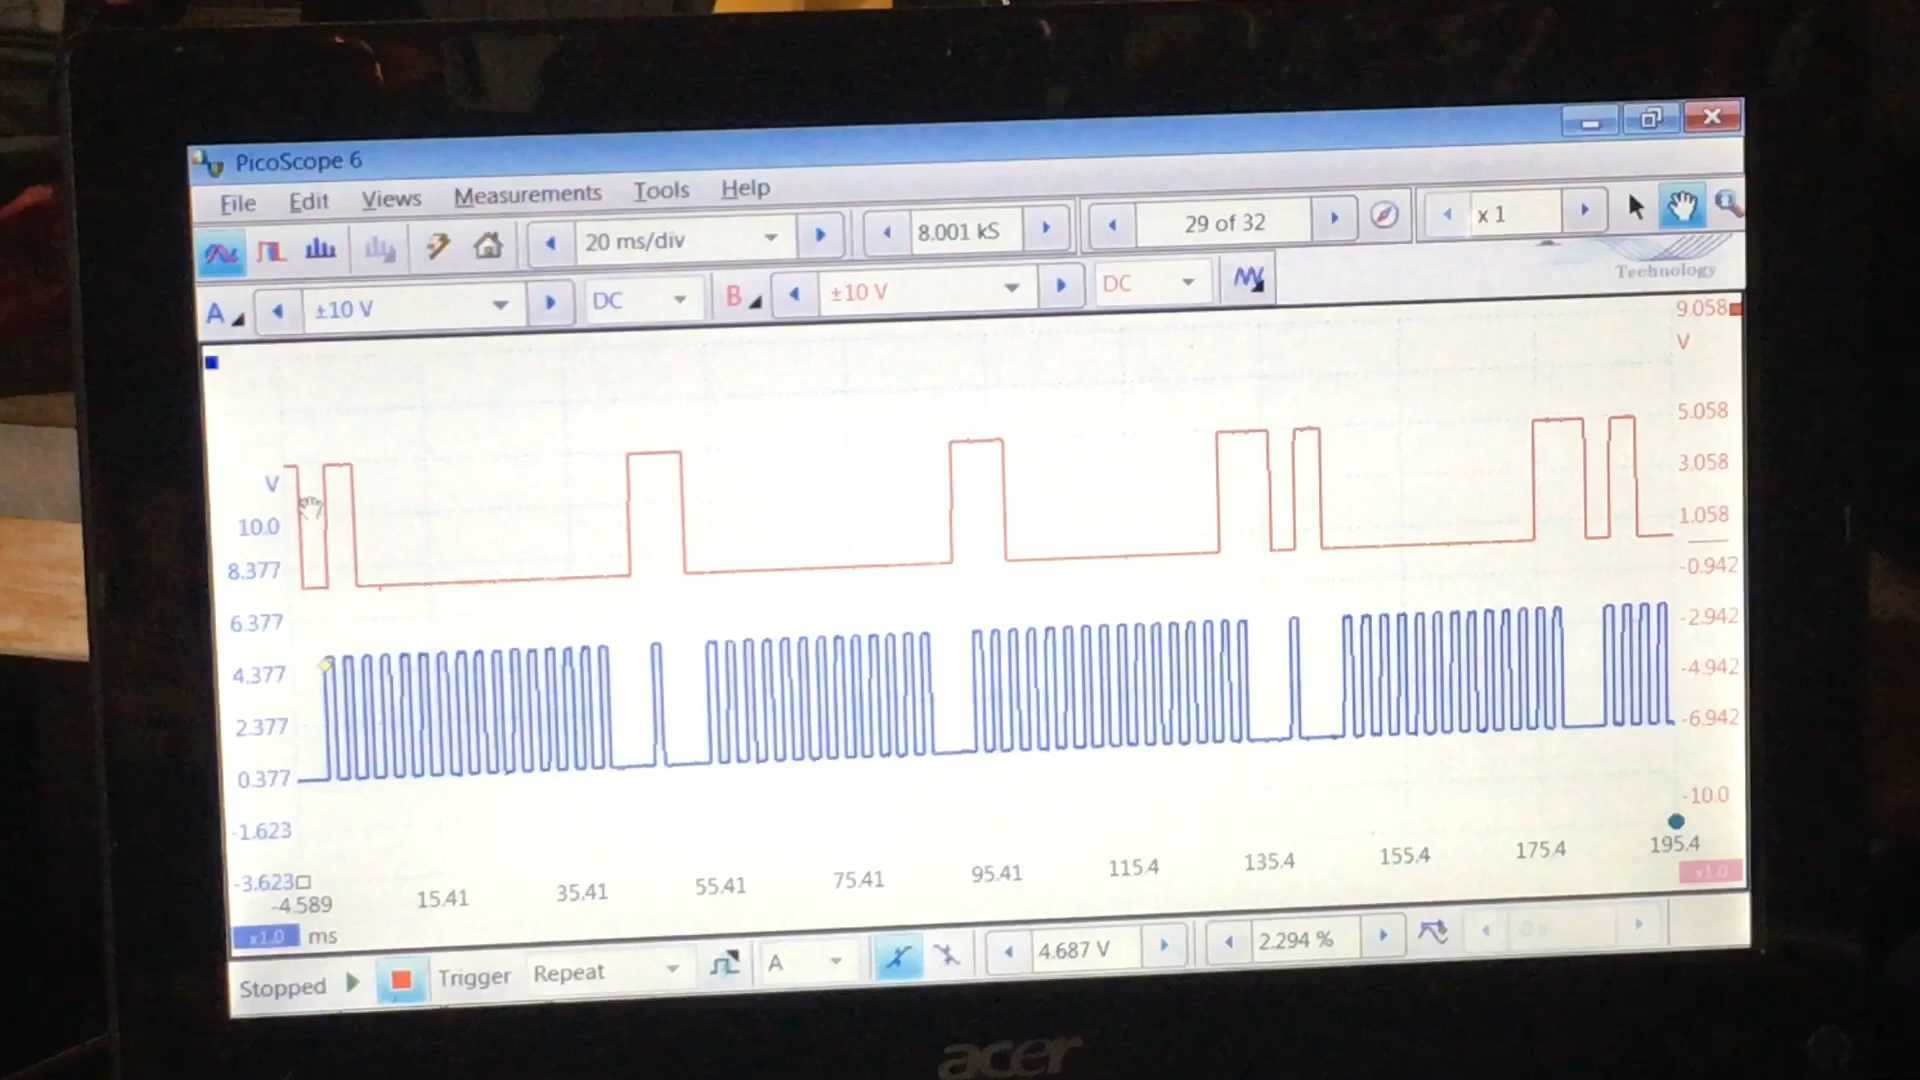 PicoScope 6
File Edit Views Measurements Tools Help
20 ms/div 8.001 kS 29 of 32 x 1
Technology
A ±10 V DC B ±10 V DC
9.058
V
5.058
3.058
1.058
-0.942
-2.942
-4.942
-6.942
-10.0
V
10.0
8.377
6.377
4.377
2.377
0.377
-1.623
-3.623
-4.589 15.41 35.41 55.41 75.41 95.41 115.4 135.4 155.4 175.4 195.4
x1.0 ms x1.0
Stopped Trigger Repeat A 4.687 V 2.294 %
acer